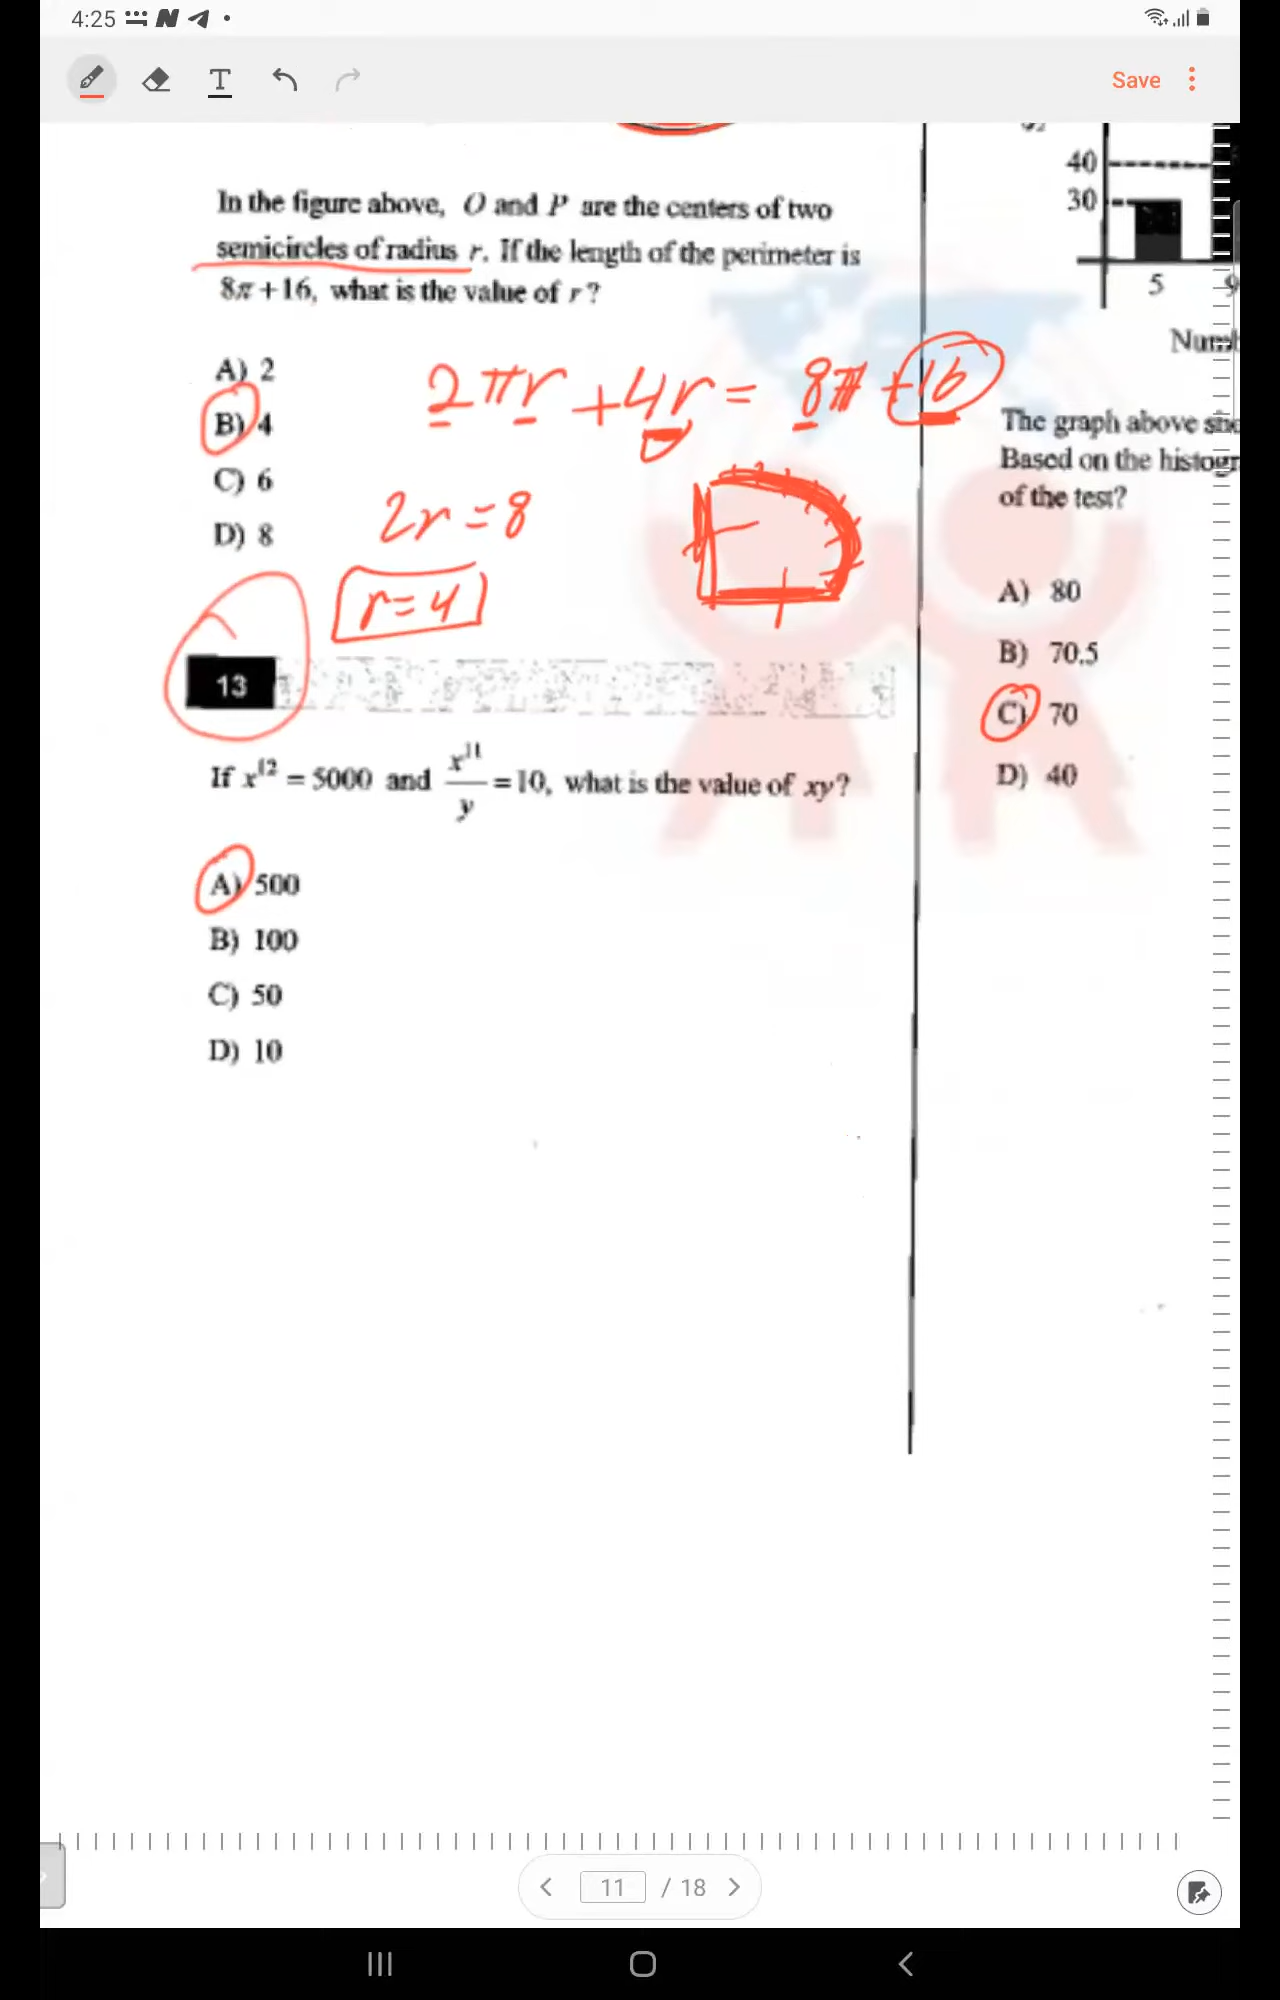 4:25
Save
In the figure above, O and P are the centers of two
semicircles of radius r. If the length of the perimeter is
8π+16, what is the value of r?
A) 2
B) 4
C) 6
D) 8
2πr +4r = 8π +16
2r = 8
r = 4
13
If x¹² = 5000 and x¹¹/y = 10, what is the value of xy?
A) 500
B) 100
C) 50
D) 10
40
30
5
9
The graph above
Based on the
of the test?
A) 80
B) 70.5
C) 70
D) 40
11 / 18